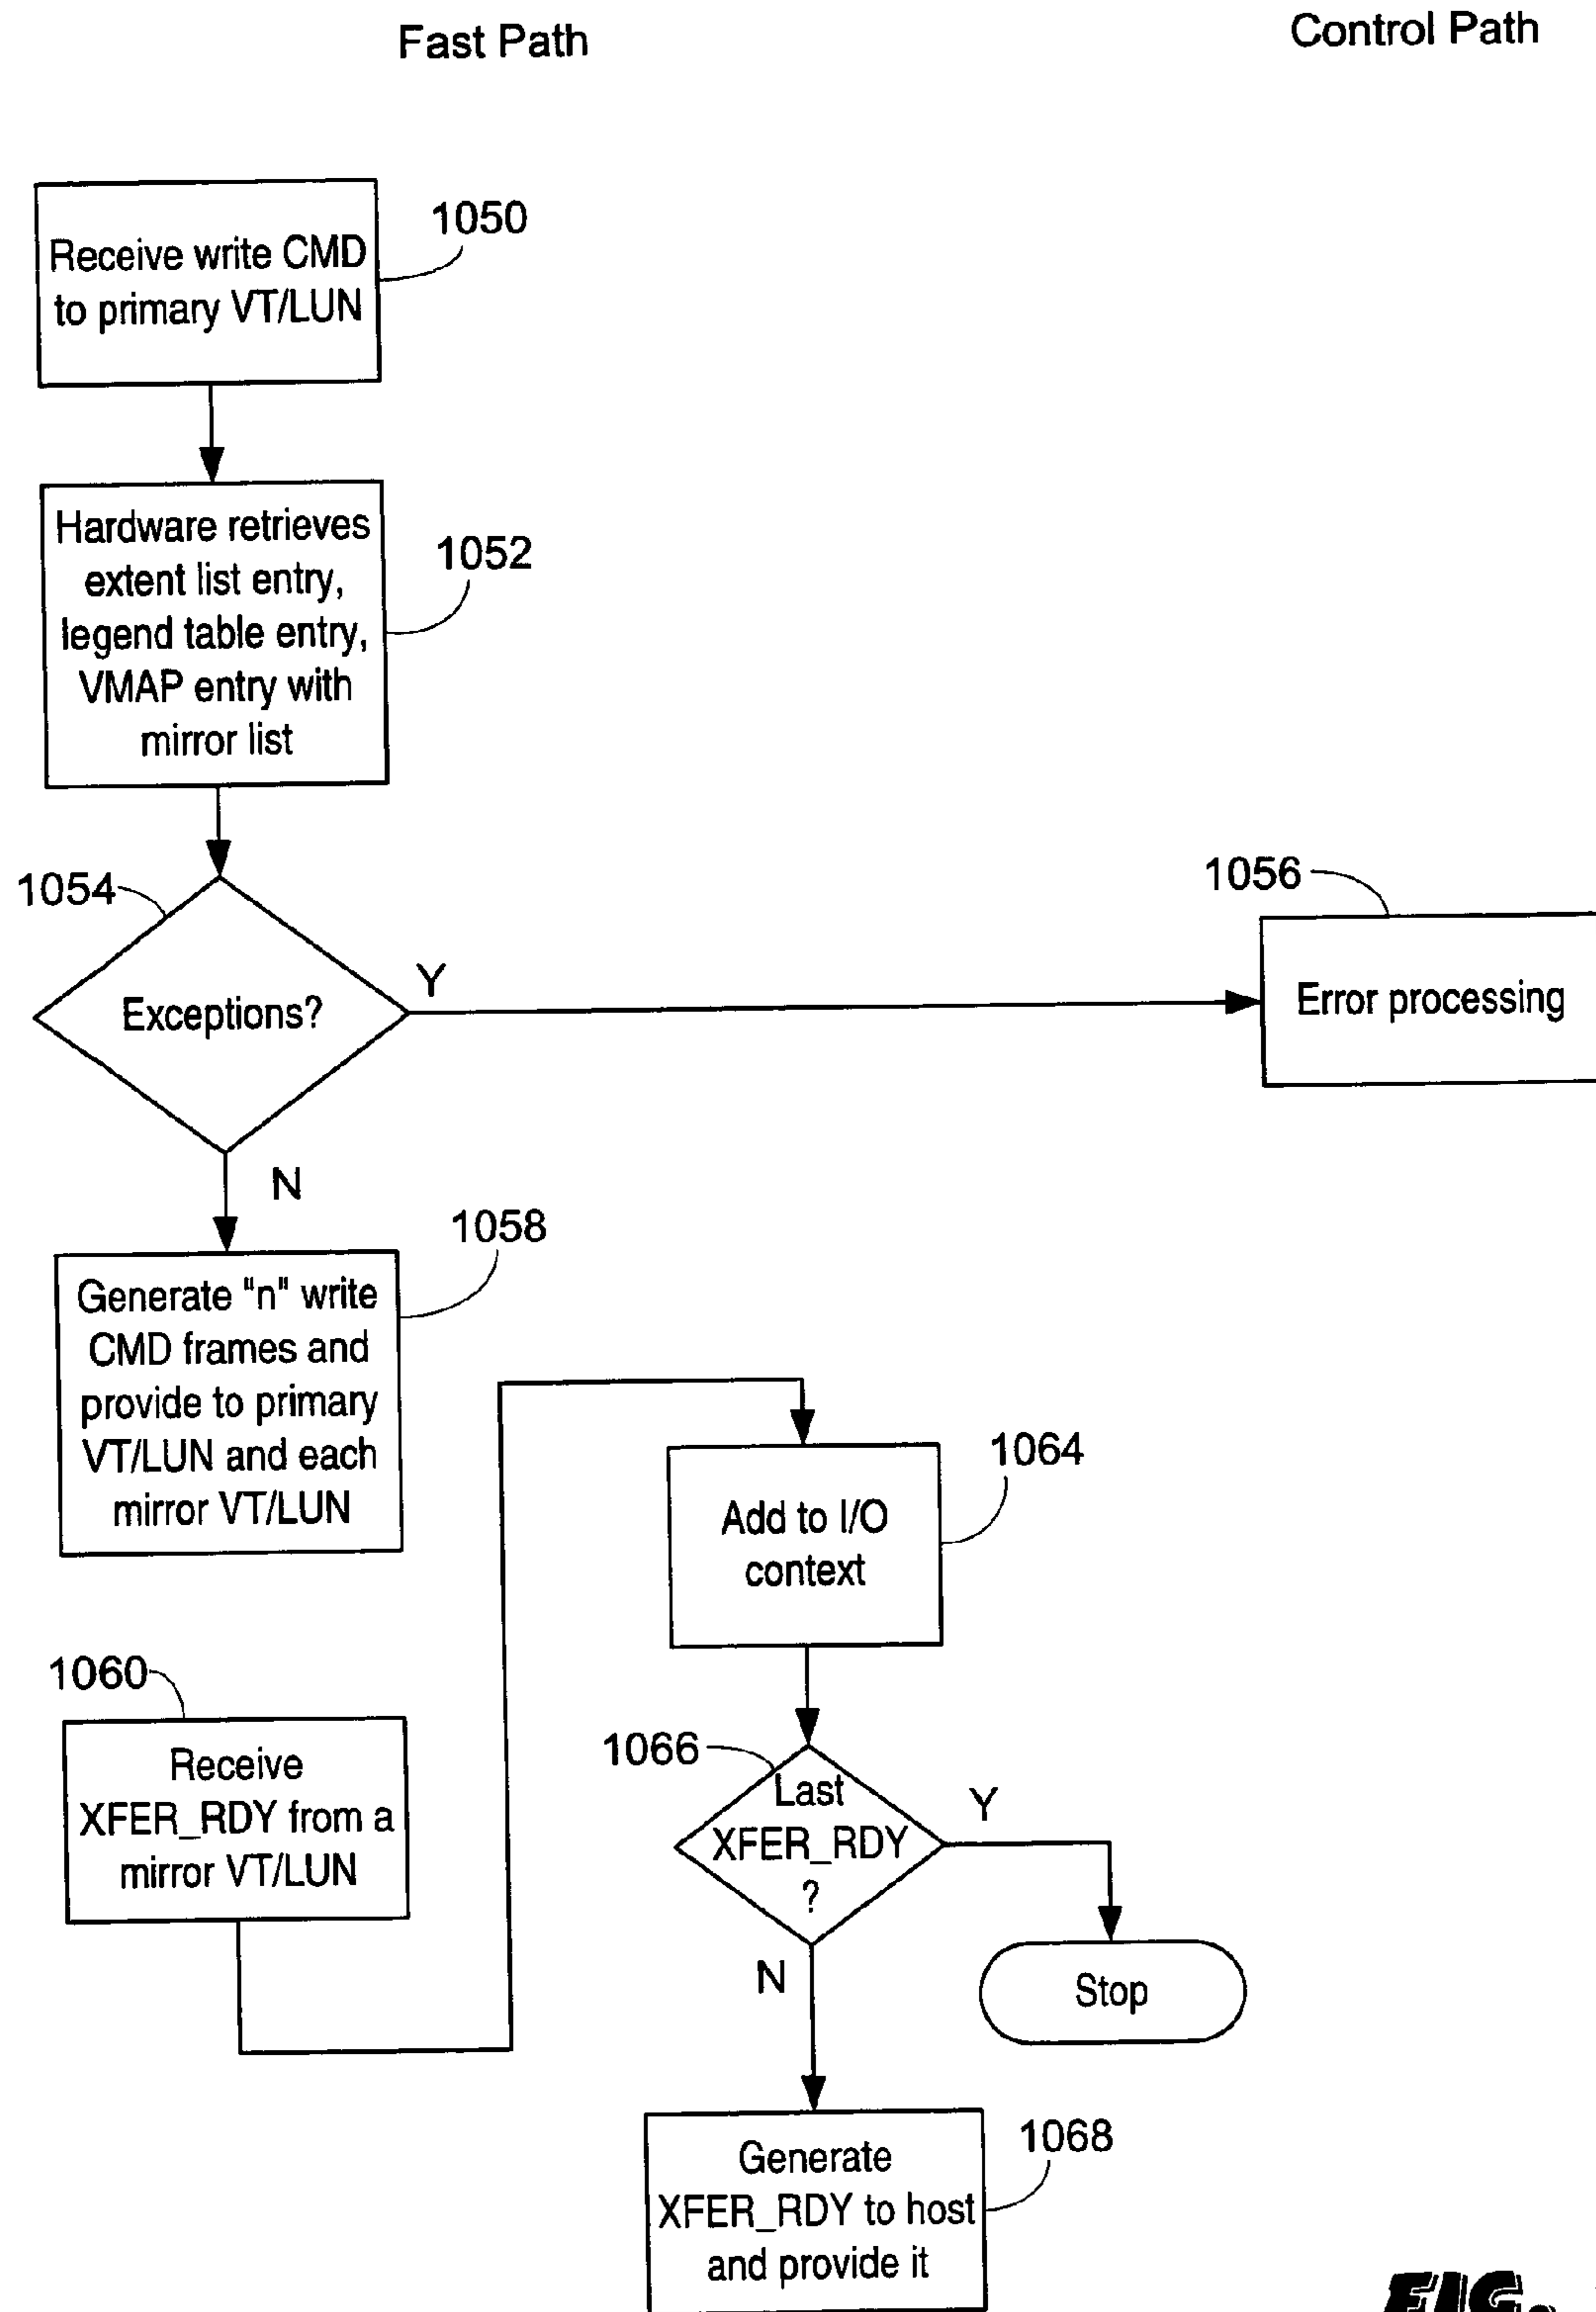 Fast Path
Control Path
1050
Receive write CMD
to primary VT/LUN
1052
Hardware retrieves
extent list entry,
legend table entry,
VMAP entry with
mirror list
1054
Exceptions?
Y
1056
Error processing
N
1058
Generate "n" write
CMD frames and
provide to primary
VT/LUN and each
mirror VT/LUN
1060
Receive
XFER_RDY from a
mirror VT/LUN
1064
Add to I/O
context
1066
Last
XFER_RDY
?
Y
Stop
N
1068
Generate
XFER_RDY to host
and provide it
FIG.